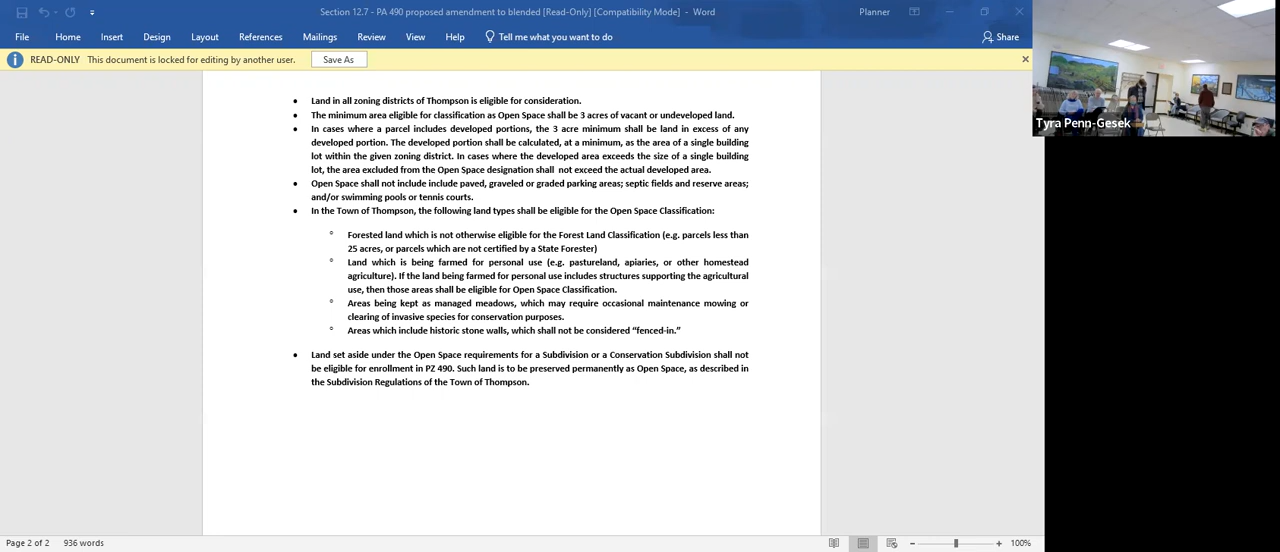 Section 12.7 - PA 490 proposed amendment to blended [Read-Only] [Compatibility Mode] - Word
Planner
File Home Insert Design Layout References Mailings Review View Help Tell me what you want to do Share
READ-ONLY This document is locked for editing by another user. Save As
Tyra Penn-Gesek
• Land in all zoning districts of Thompson is eligible for consideration.
• The minimum area eligible for classification as Open Space shall be 3 acres of vacant or undeveloped land.
• In cases where a parcel includes developed portions, the 3 acre minimum shall be land in excess of any
developed portion. The developed portion shall be calculated, at a minimum, as the area of a single building
lot within the given zoning district. In cases where the developed area exceeds the size of a single building
lot, the area excluded from the Open Space designation shall not exceed the actual developed area.
• Open Space shall not include include paved, graveled or graded parking areas; septic fields and reserve areas;
and/or swimming pools or tennis courts.
• In the Town of Thompson, the following land types shall be eligible for the Open Space Classification:
° Forested land which is not otherwise eligible for the Forest Land Classification (e.g. parcels less than
25 acres, or parcels which are not certified by a State Forester)
° Land which is being farmed for personal use (e.g. pastureland, apiaries, or other homestead
agriculture). If the land being farmed for personal use includes structures supporting the agricultural
use, then those areas shall be eligible for Open Space Classification.
° Areas being kept as managed meadows, which may require occasional maintenance mowing or
clearing of invasive species for conservation purposes.
° Areas which include historic stone walls, which shall not be considered “fenced-in.”
• Land set aside under the Open Space requirements for a Subdivision or a Conservation Subdivision shall not
be eligible for enrollment in PZ 490. Such land is to be preserved permanently as Open Space, as described in
the Subdivision Regulations of the Town of Thompson.
Page 2 of 2 936 words
100%